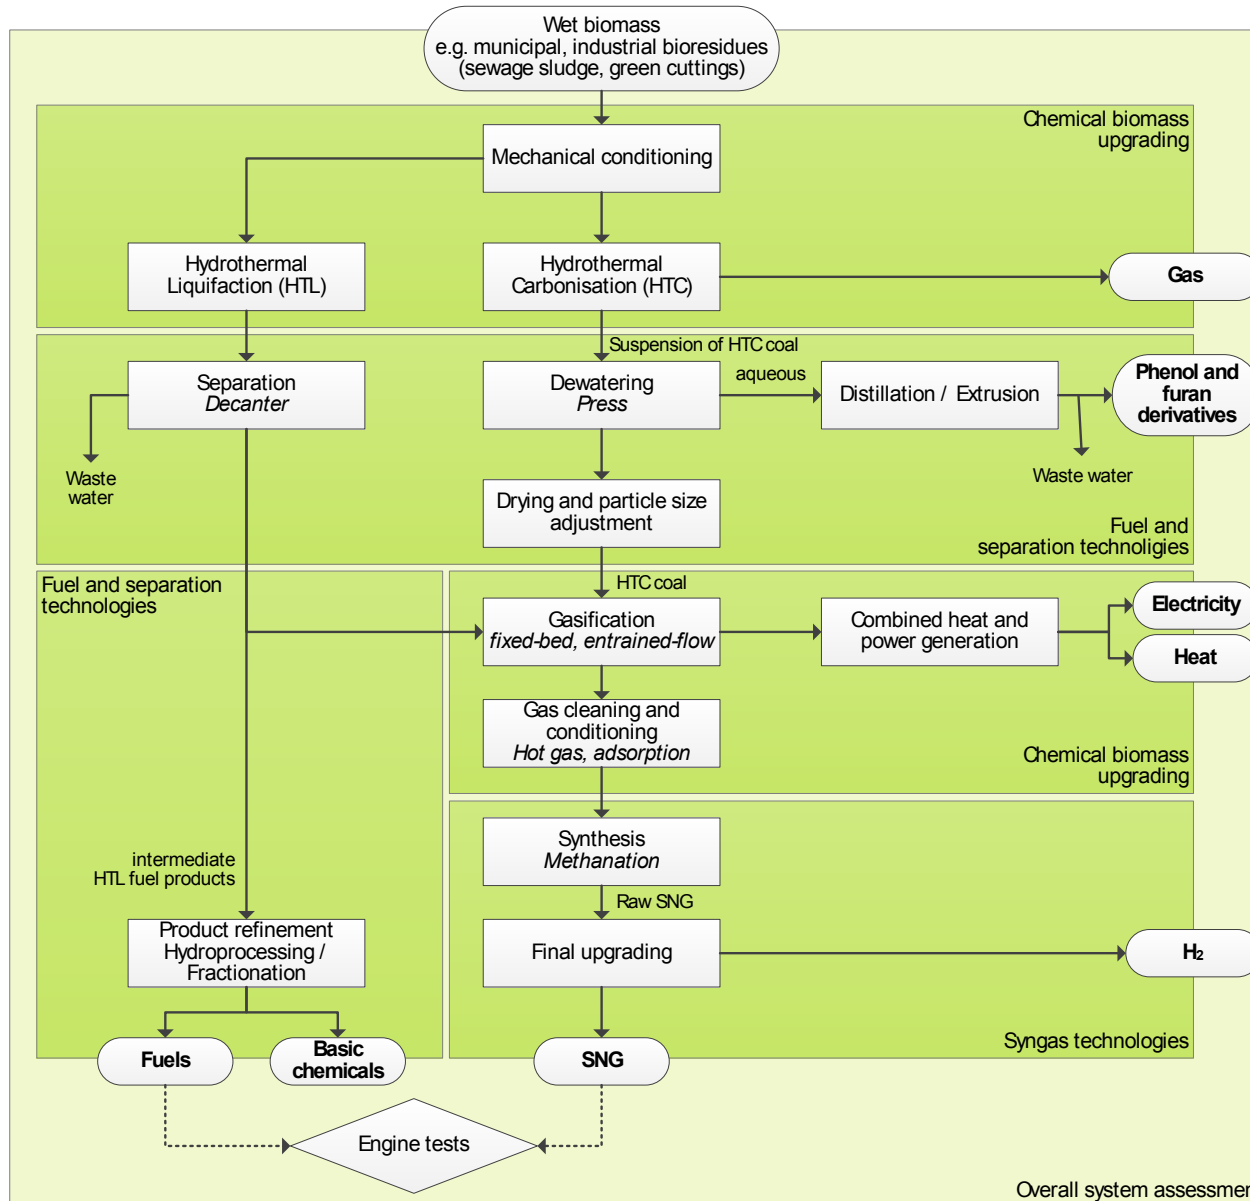 Wet biomass
e.g. municipal, industrial bioresidues
(sewage sludge, green cuttings)
Chemical biomass
upgrading
Mechanical conditioning
Hydrothermal
Liquifaction (HTL)
Hydrothermal
Carbonisation (HTC)
Gas
Suspension of HTC coal
Separation
Decanter
Dewatering
Press
aqueous
Distillation / Extrusion
Phenol and
furan
derivatives
Waste
water
Waste water
Drying and particle size
adjustment
Fuel and
separation technoligies
Fuel and separation
technologies
HTC coal
Gasification
fixed-bed, entrained-flow
Combined heat and
power generation
Electricity
Heat
Gas cleaning and
conditioning
Hot gas, adsorption
Chemical biomass
upgrading
Synthesis
Methanation
intermediate
HTL fuel products
Raw SNG
Product refinement
Hydroprocessing /
Fractionation
Final upgrading
H2
Syngas technologies
Fuels
Basic
chemicals
SNG
Engine tests
Overall system assessmen